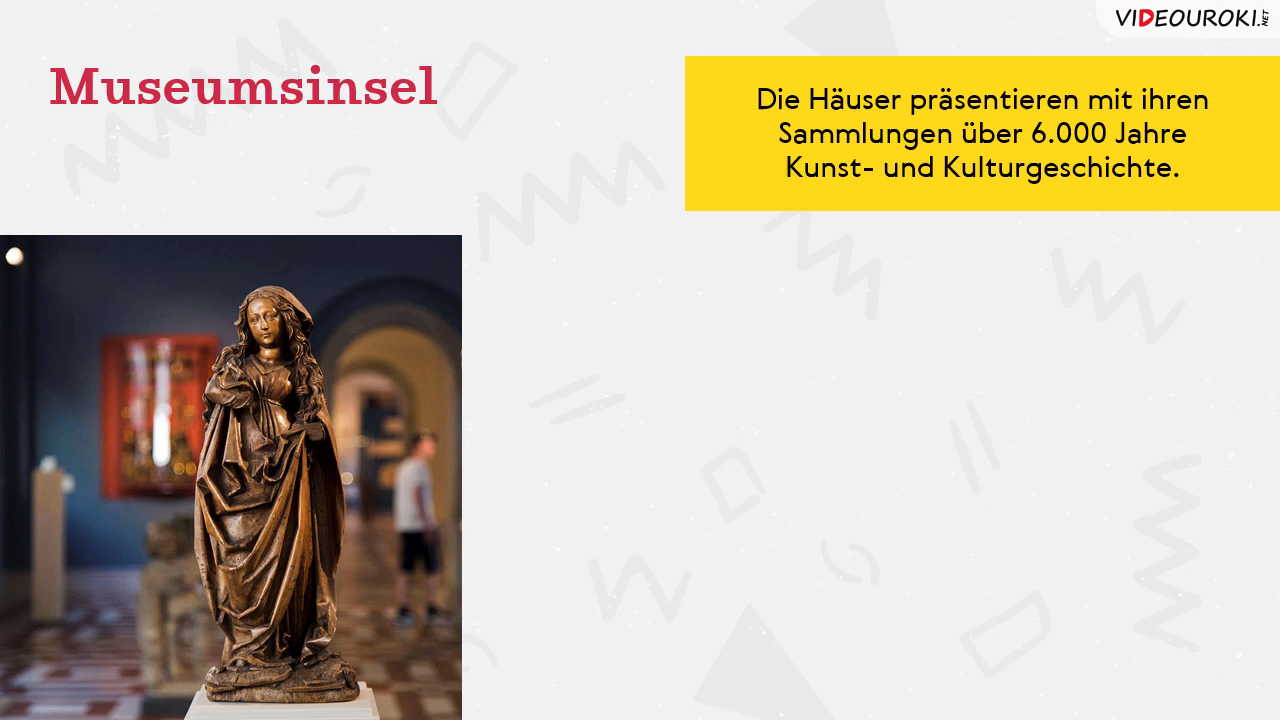 VIDEOUROKI.NET
Museumsinsel
Die Häuser präsentieren mit ihren
Sammlungen über 6.000 Jahre
Kunst- und Kulturgeschichte.